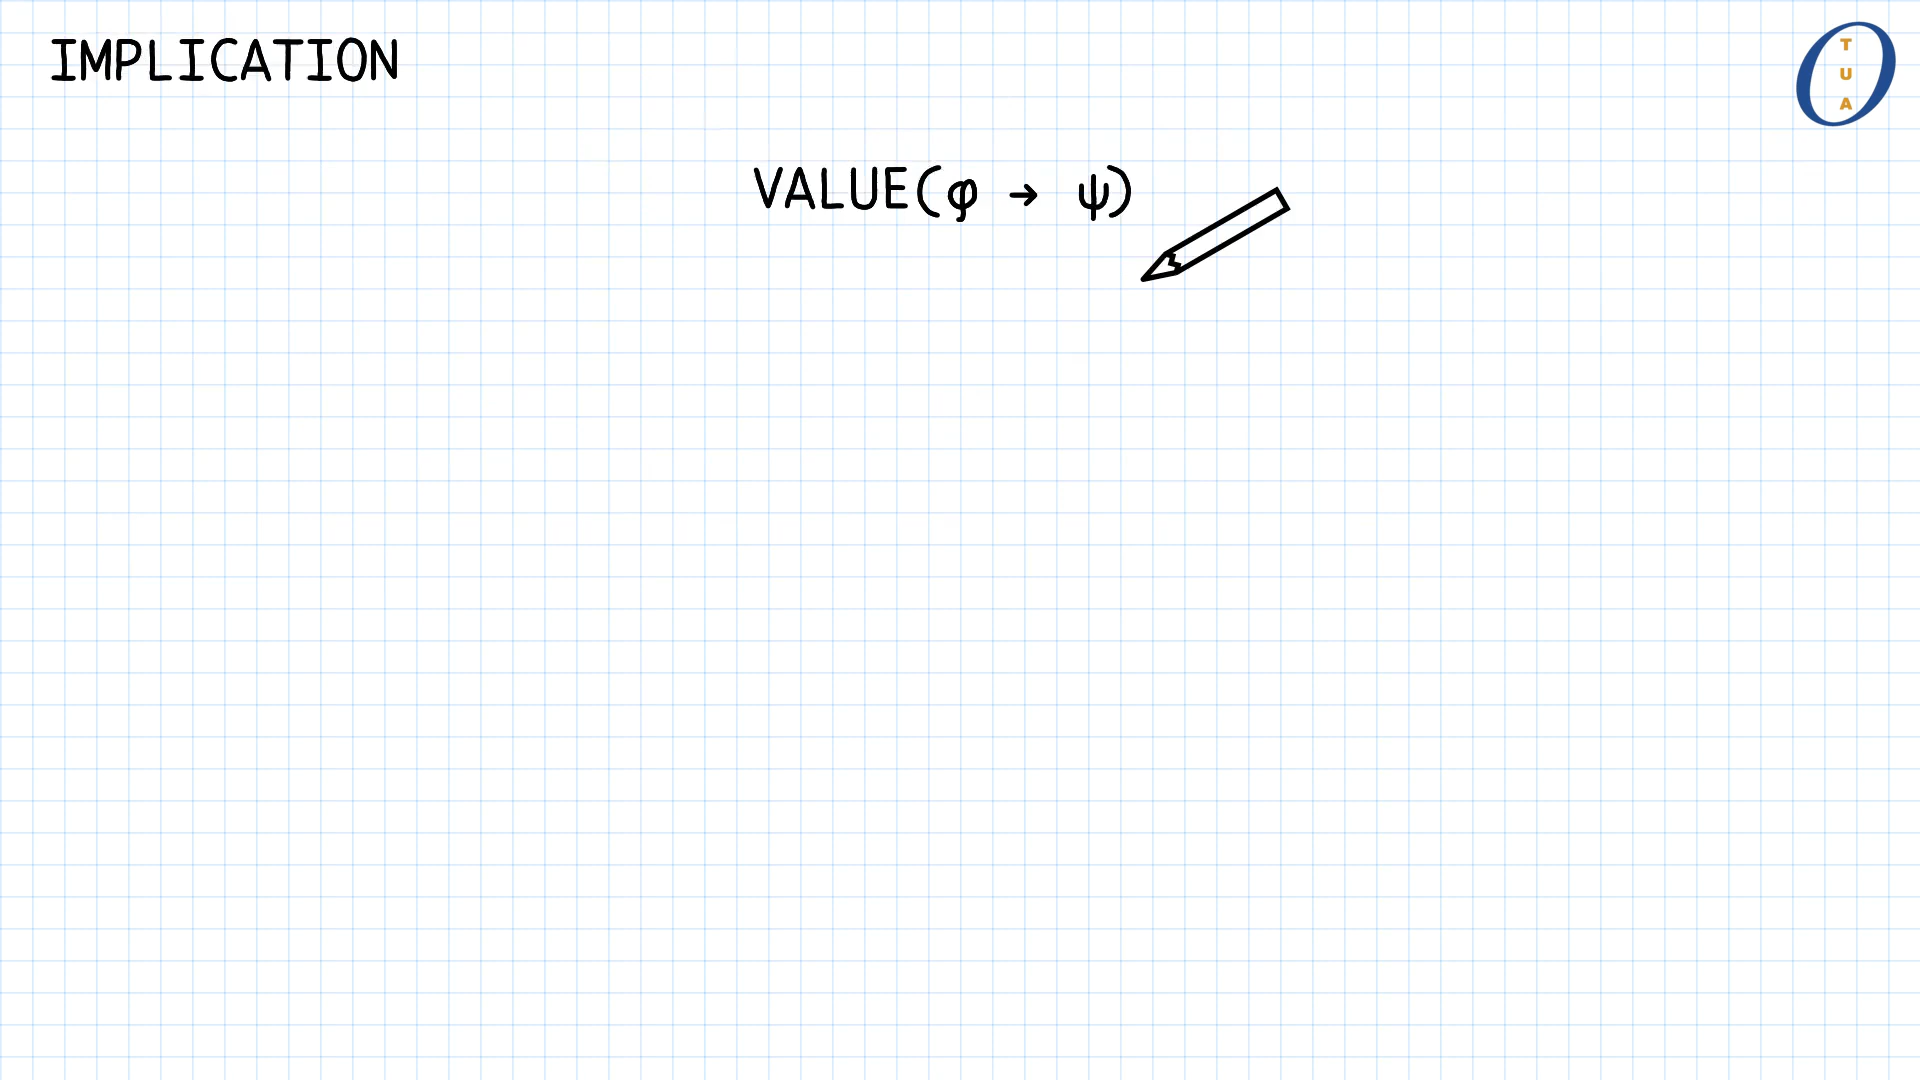 IMPLICATION
T
U
A
VALUE(φ → ψ)